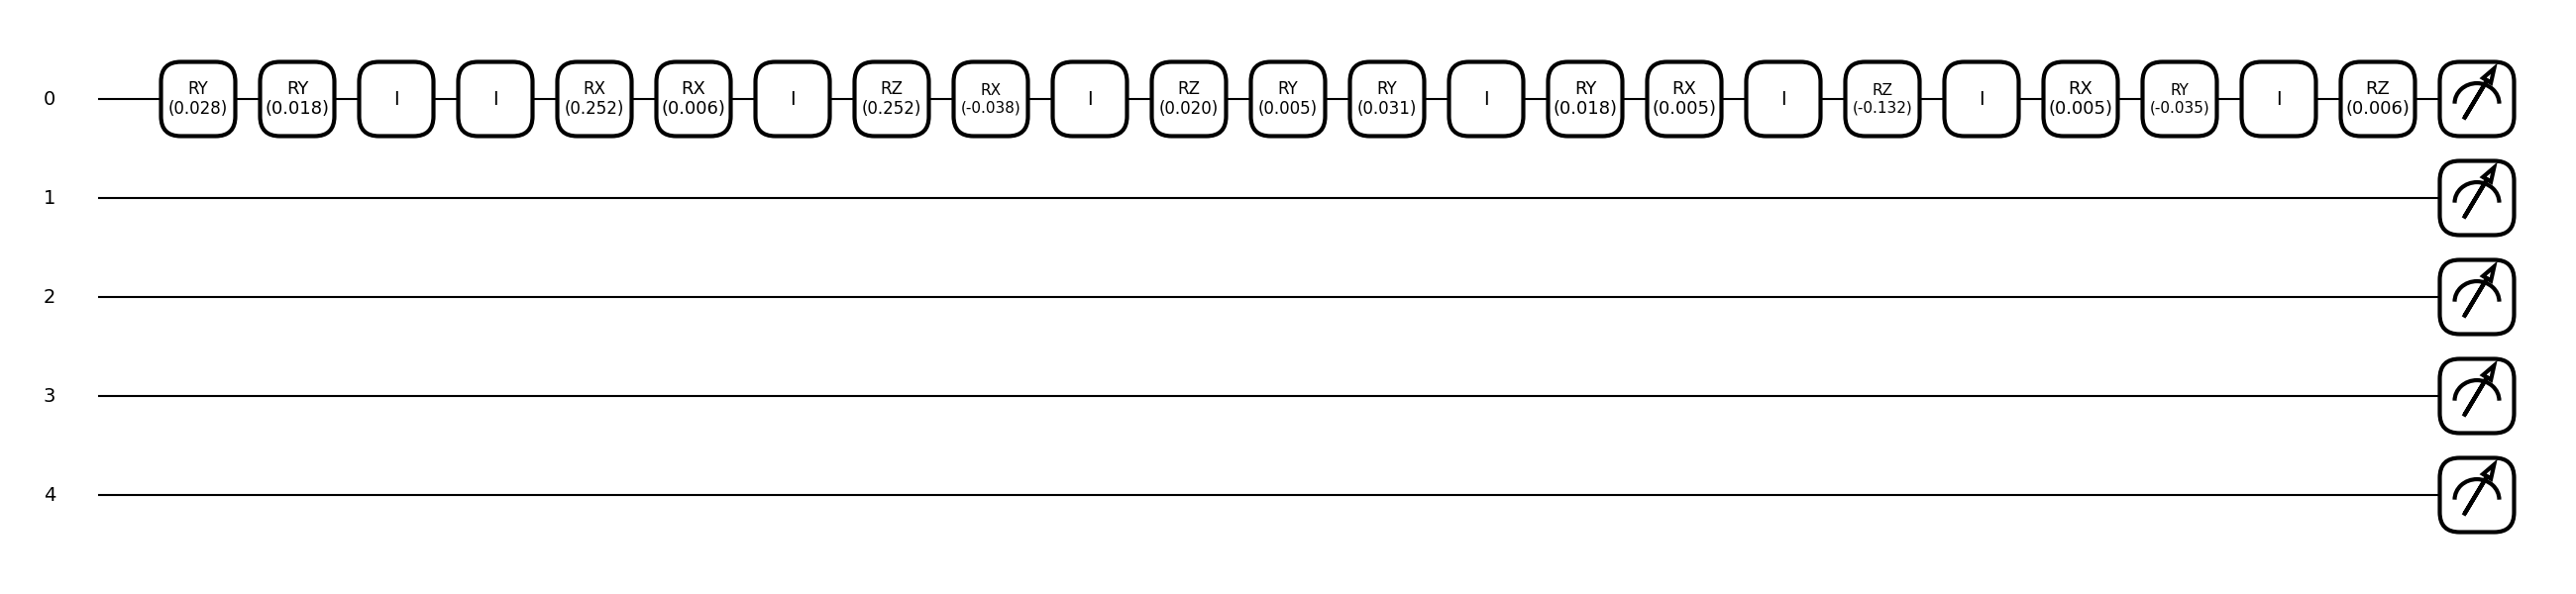 0 RY (0.028) RY (0.018) I I RX (0.252) RX (0.006) I RZ (0.252) RX (-0.038) I RZ (0.020) RY (0.005) RY (0.031) I RY (0.018) RX (0.005) I RZ (-0.132) I RX (0.005) RY (-0.035) I RZ (0.006)
1
2
3
4